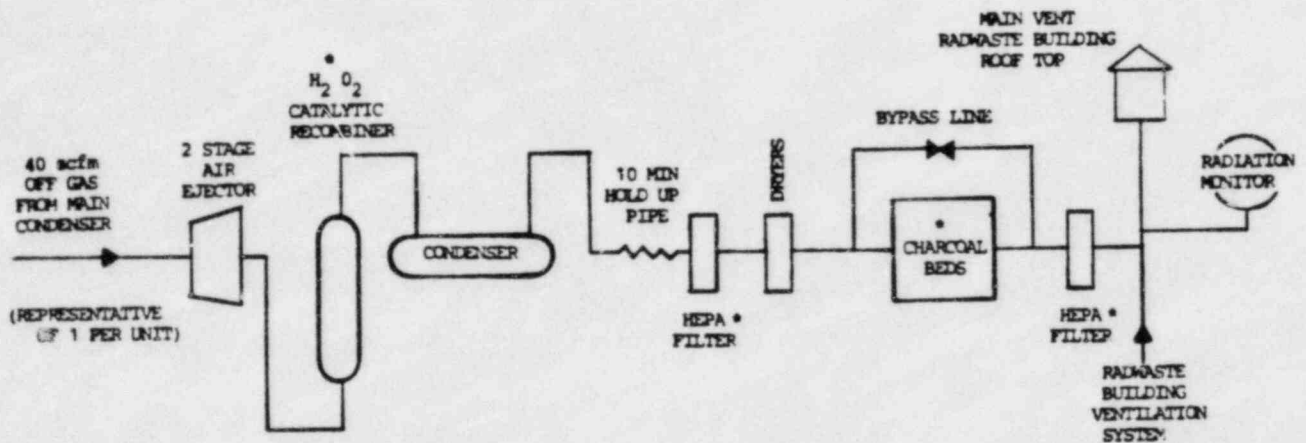 MAIN VENT
RADWASTE BUILDING
ROOF TOP
*
H2 O2
CATALYTIC
RECOMBINER
2 STAGE
AIR
EJECTOR
40 scfm
OFF GAS
FROM MAIN
CONDENSER
(REPRESENTATIVE
OF 1 PER UNIT)
CONDENSER
10 MIN
HOLD UP
PIPE
HEPA *
FILTER
DRYERS
BYPASS LINE
*
CHARCOAL
BEDS
HEPA *
FILTER
RADIATION
MONITOR
RADWASTE
BUILDING
VENTILATION
SYSTEM